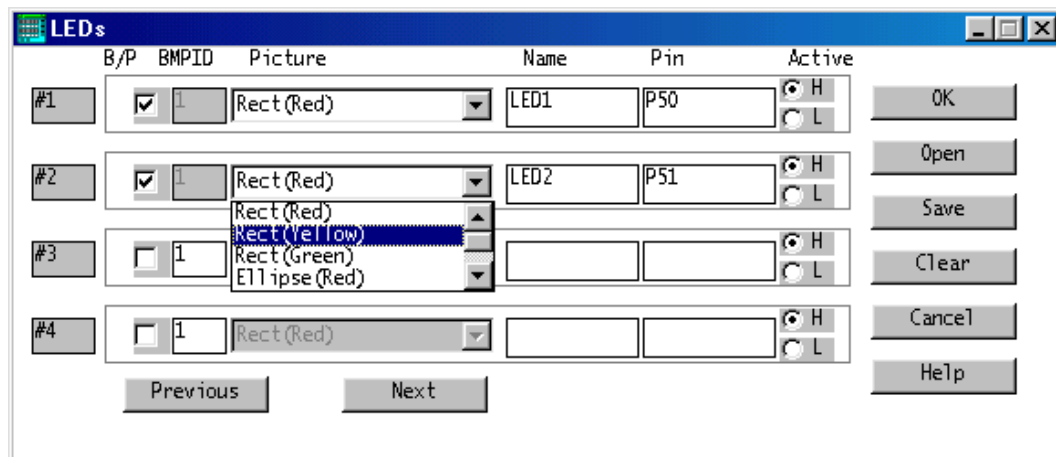 LEDs
B/P BMPID Picture Name Pin Active
#1 1 Rect(Red) LED1 P50 H
L
OK
#2 1 Rect(Red) LED2 P51 H
L
Open
Rect(Red)
Rect(Yellow)
Rect(Green)
Ellipse(Red)
Save
#3 1 H
L
Clear
#4 1 Rect(Red) H
L
Cancel
Help
Previous Next